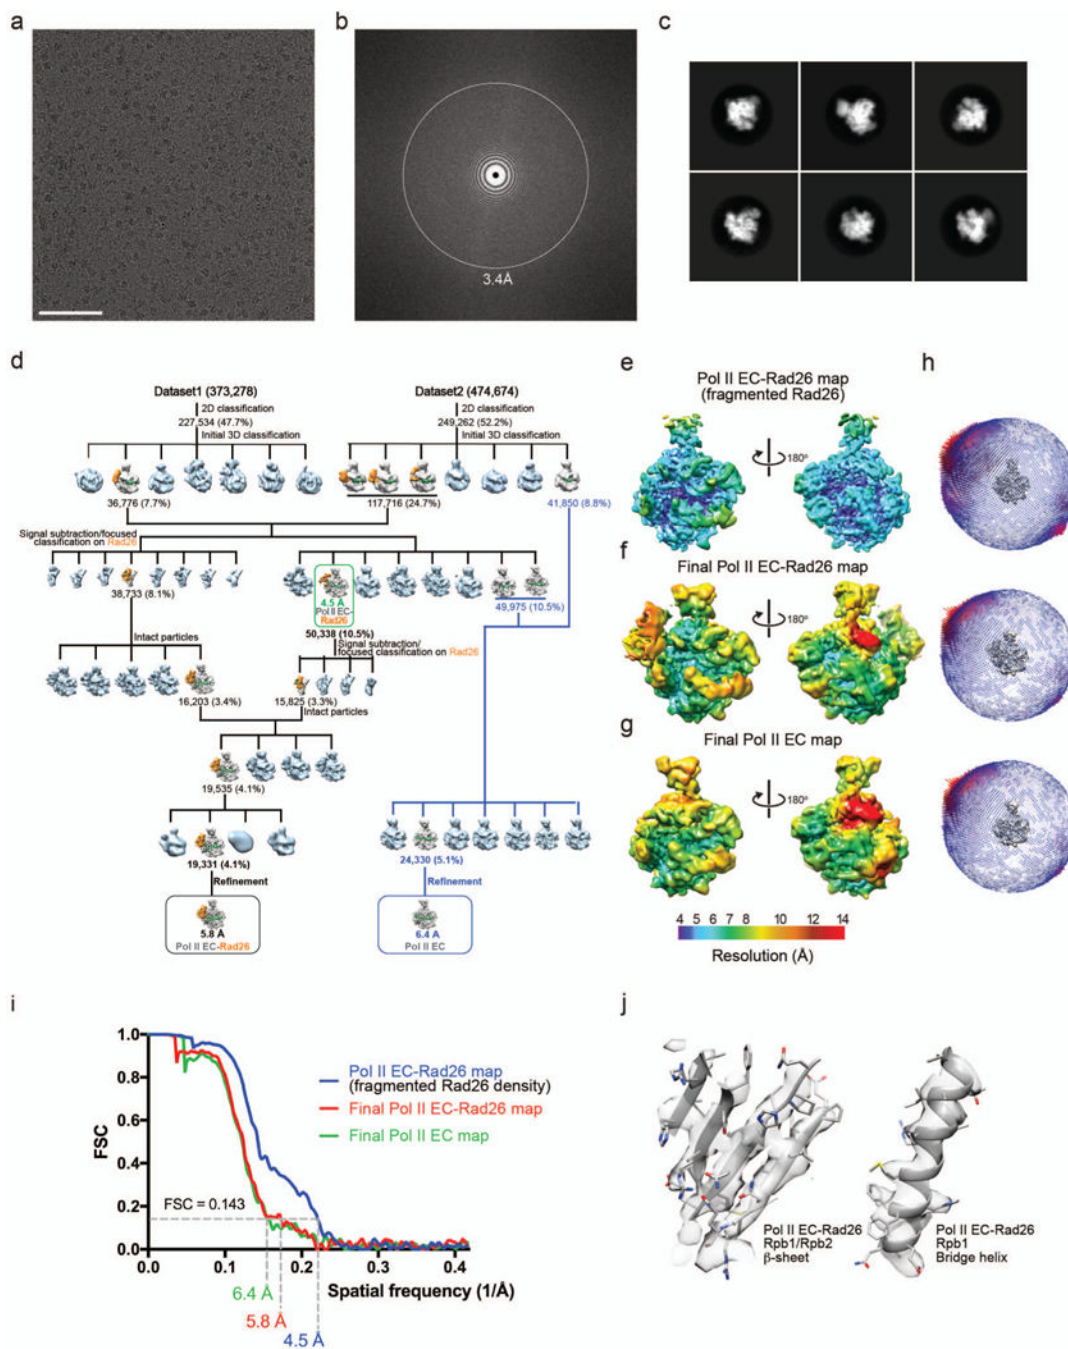 a
b
c
3.4Å
d
Dataset1 (373,278)
2D classification
227,534 (47.7%)
Initial 3D classification
Dataset2 (474,674)
2D classification
249,262 (52.2%)
Initial 3D classification
36,776 (7.7%)
117,716 (24.7%)
41,850 (8.8%)
Signal subtraction/focused
classification on Rad26
38,733 (8.1%)
4.5 Å
Pol II EC-
Rad26
49,975 (10.5%)
50,338 (10.5%)
Signal subtraction/
focused classification on Rad26
Intact particles
16,203 (3.4%)
15,825 (3.3%)
Intact particles
19,535 (4.1%)
19,331 (4.1%)
24,330 (5.1%)
Refinement
Refinement
5.8 Å
Pol II EC-Rad26
6.4 Å
Pol II EC
e
Pol II EC-Rad26 map
(fragmented Rad26)
180°
f
Final Pol II EC-Rad26 map
180°
g
Final Pol II EC map
180°
4 5 6 7 8 9 10 12 14
Resolution (Å)
h
i
1.0
0.8
0.6
0.4
0.2
0.0
FSC
FSC = 0.143
Pol II EC-Rad26 map
(fragmented Rad26 density)
Final Pol II EC-Rad26 map
Final Pol II EC map
0.0 0.1 0.2 0.3 0.4
Spatial frequency (1/Å)
6.4 Å
5.8 Å
4.5 Å
j
Pol II EC-Rad26
Rpb1/Rpb2
β-sheet
Pol II EC-Rad26
Rpb1
Bridge helix